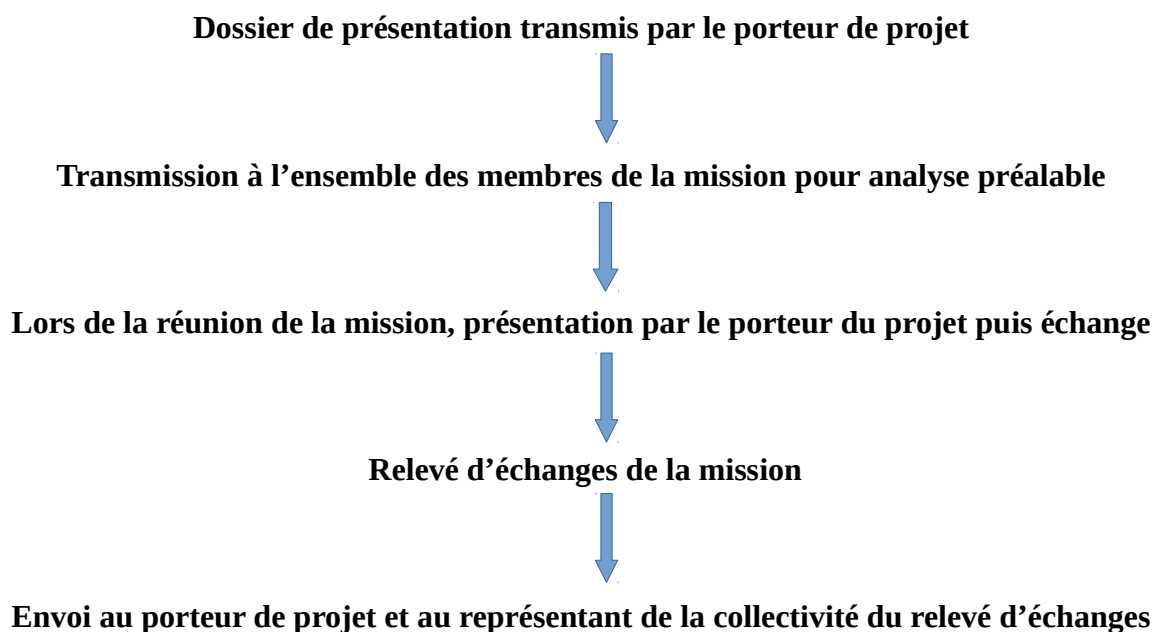 Dossier de présentation transmis par le porteur de projet
Transmission à l’ensemble des membres de la mission pour analyse préalable
Lors de la réunion de la mission, présentation par le porteur du projet puis échange
Relevé d’échanges de la mission
Envoi au porteur de projet et au représentant de la collectivité du relevé d’échanges